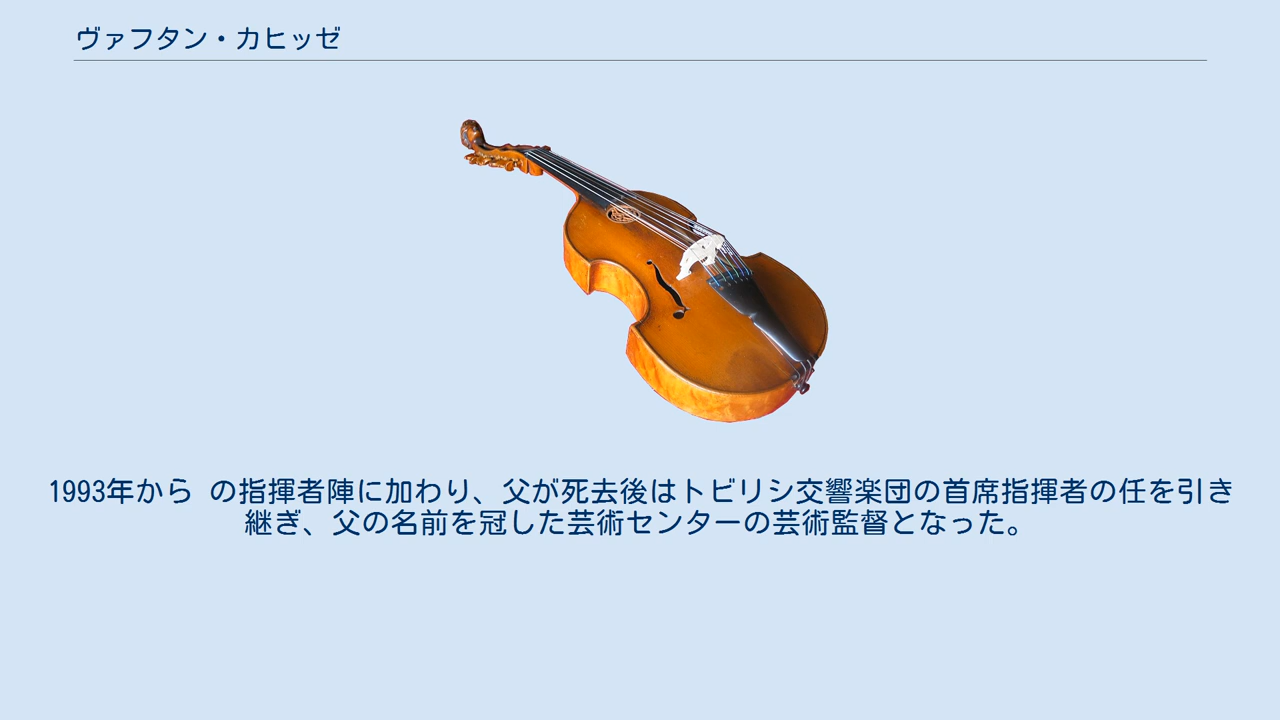 ヴァフタン・カヒッゼ
1993年から の指揮者陣に加わり、父が死去後はトビリシ交響楽団の首席指揮者の任を引き
継ぎ、父の名前を冠した芸術センターの芸術監督となった。